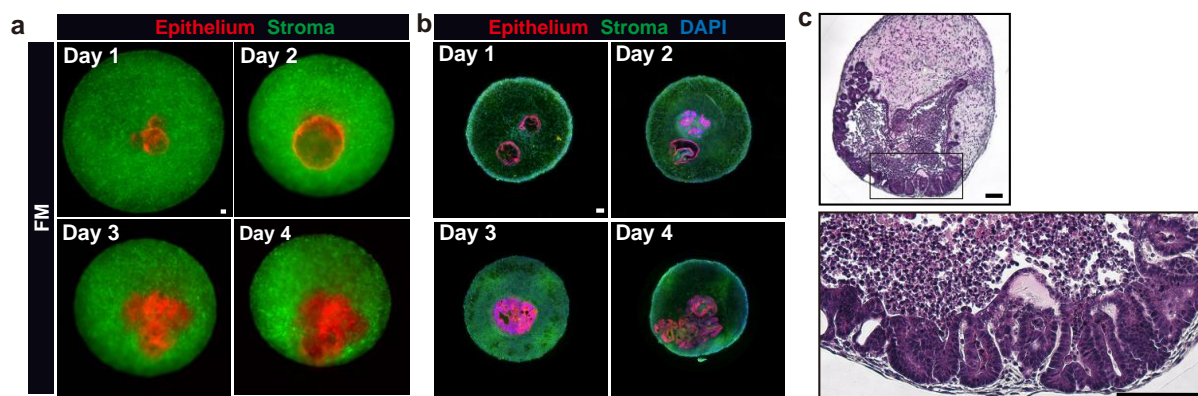 a
Epithelium Stroma
FM
Day 1
Day 2
Day 3
Day 4
b
Epithelium Stroma DAPI
Day 1
Day 2
Day 3
Day 4
c